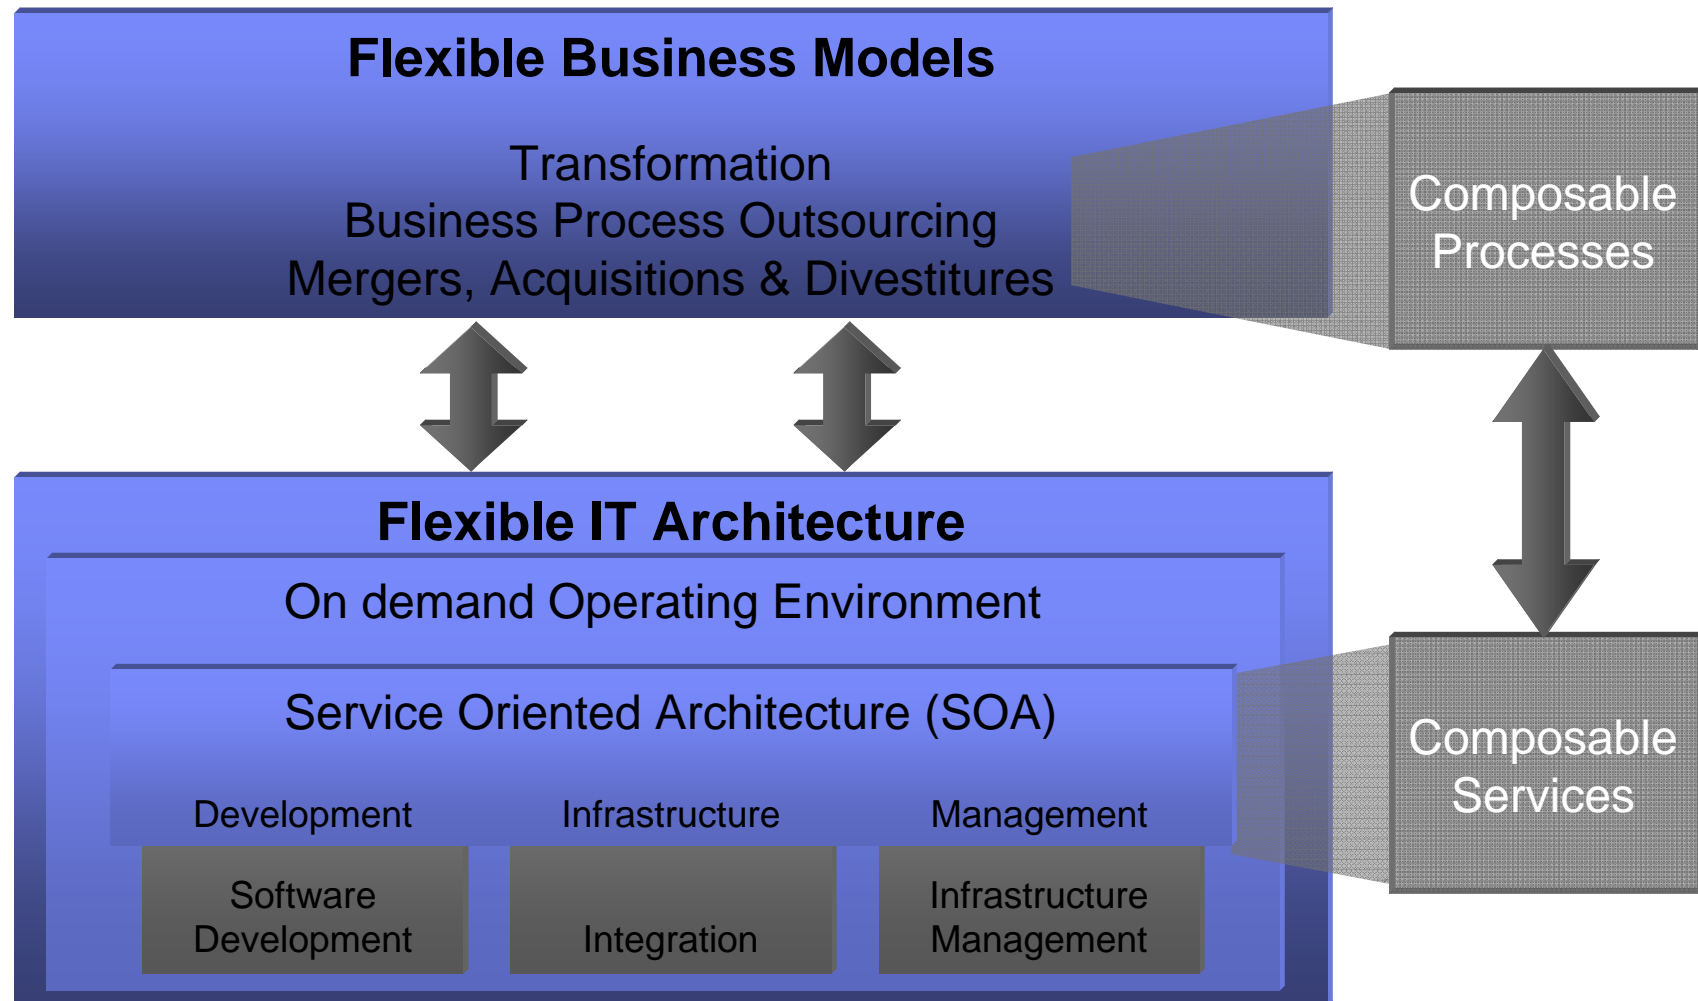 Flexible Business Models
Transformation
Business Process Outsourcing
Mergers, Acquisitions & Divestitures
Composable
Processes
Flexible IT Architecture
On demand Operating Environment
Service Oriented Architecture (SOA)
Development
Infrastructure
Management
Software
Development
Integration
Infrastructure
Management
Composable
Services